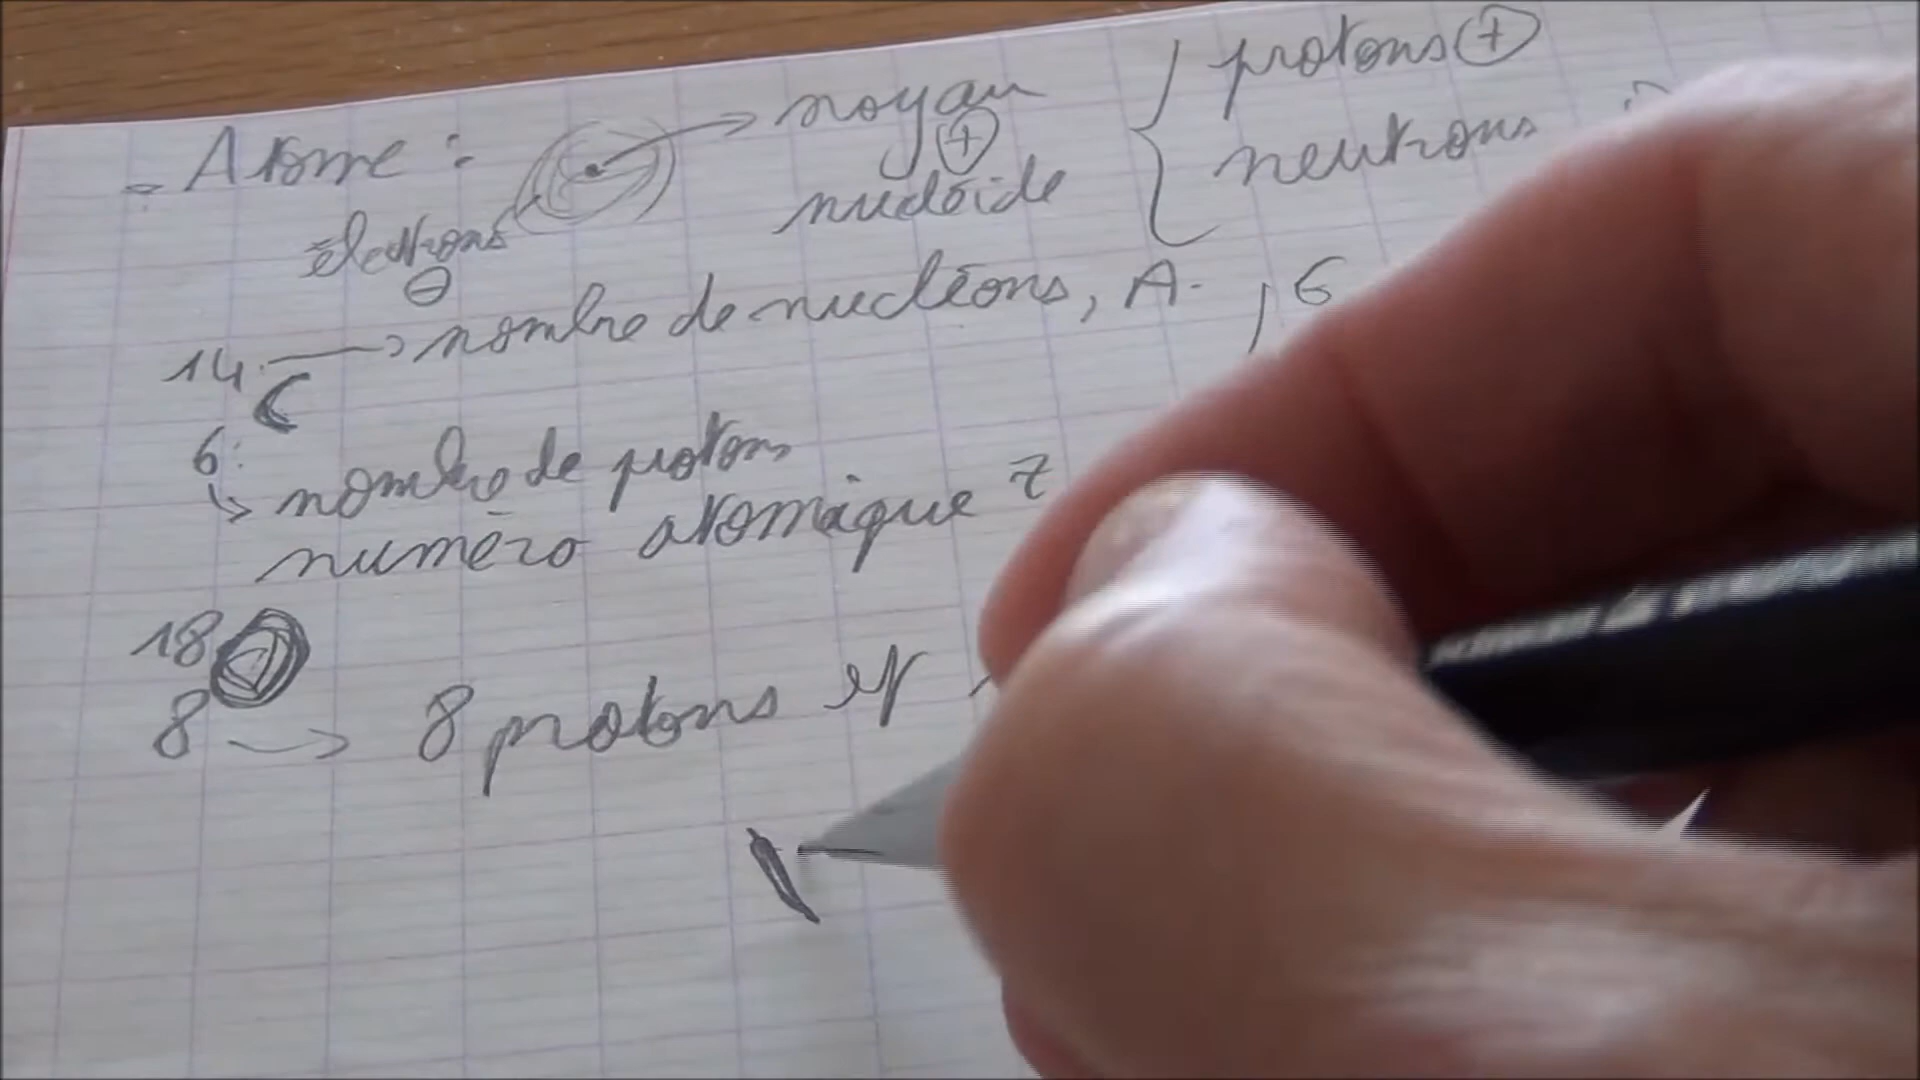 - Atome : → noyau { protons +
+ neutrons
électrons nucléide
⊖
14 → nombre de nucléons, A. , 6
C
6 ↳ nombre de protons
numéro atomique Z
18 O
8 → 8 protons et